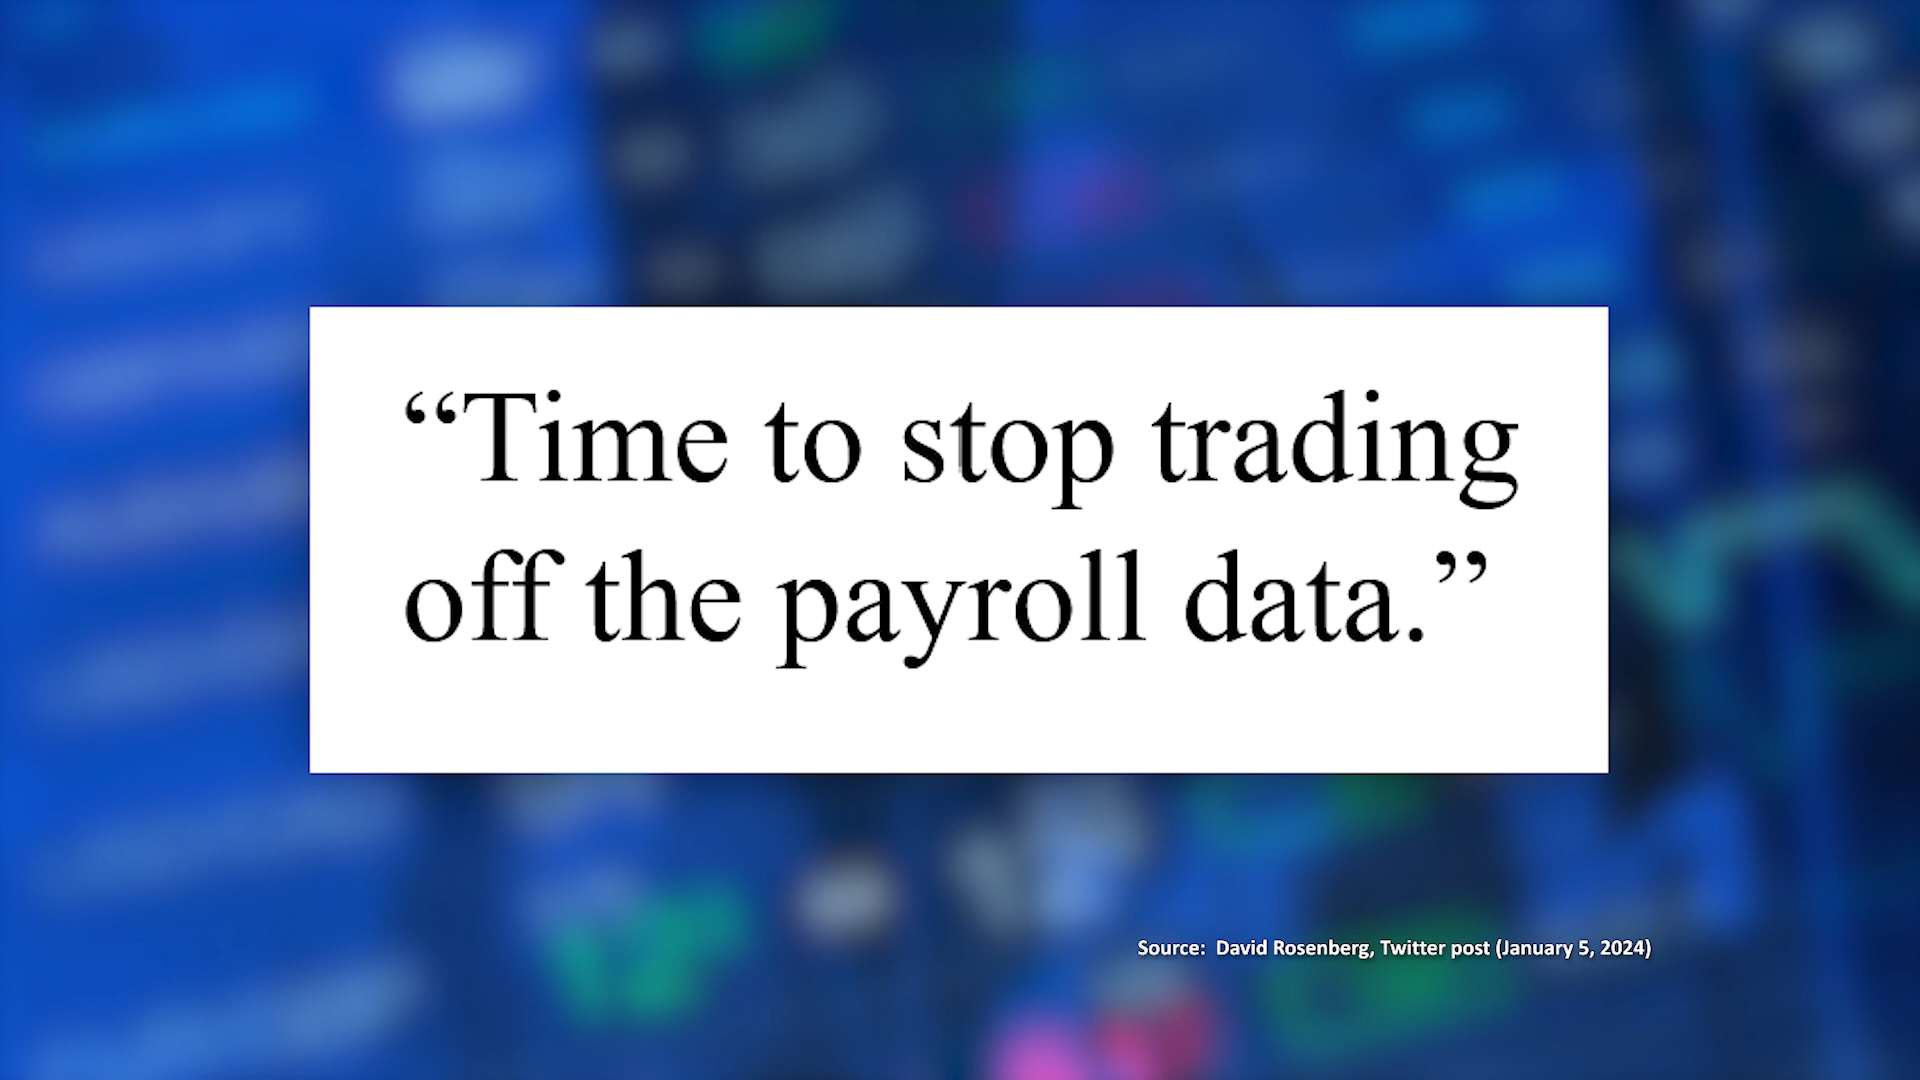 “Time to stop trading
off the payroll data.”
Source:  David Rosenberg, Twitter post (January 5, 2024)